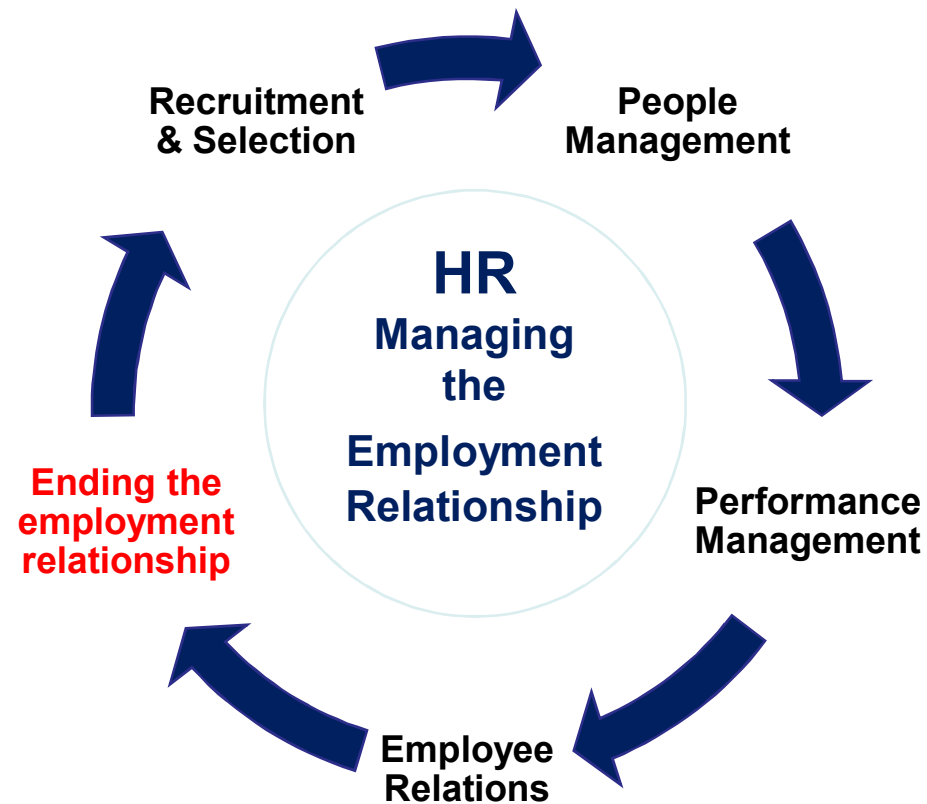 Recruitment
& Selection
People
Management
HR
Managing
the
Employment
Relationship
Ending the
employment
relationship
Performance
Management
Employee
Relations